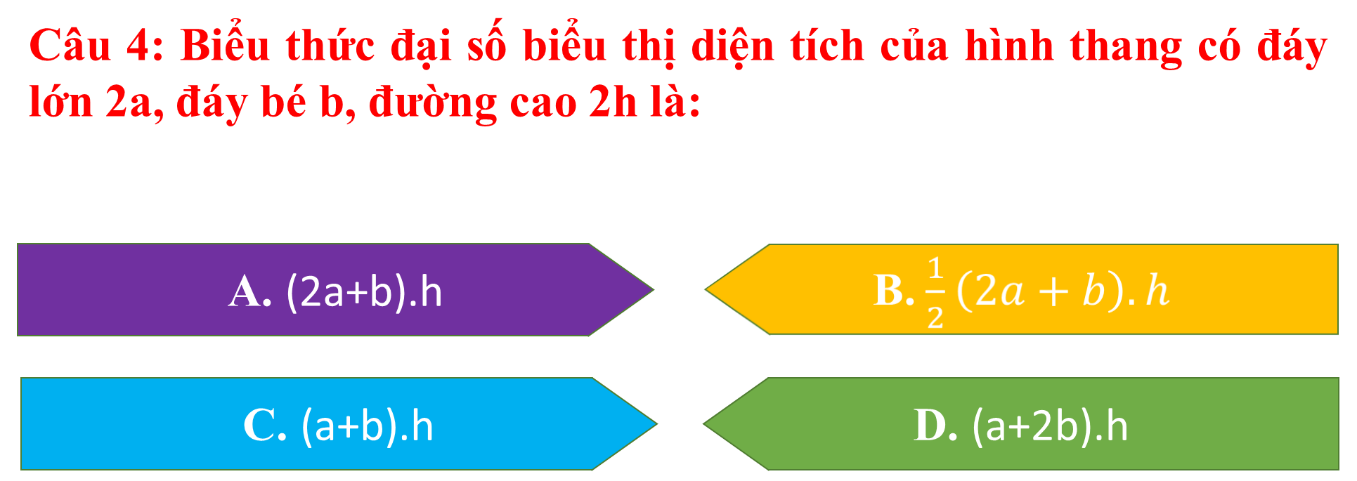 Câu 4: Biểu thức đại số biểu thị diện tích của hình thang có đáy
lớn 2a, đáy bé b, đường cao 2h là:
A. (2a+b).h
B. $\frac{1}{2}(2a + b).h$
C. (a+b).h
D. (a+2b).h